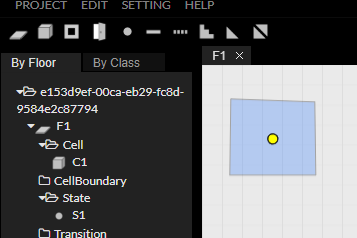 PROJECT EDIT SETTING HELP
By Floor By Class F1 ×
e153d9ef-00ca-eb29-fc8d-
9584e2c87794
F1
Cell
C1
CellBoundary
State
S1
Transition